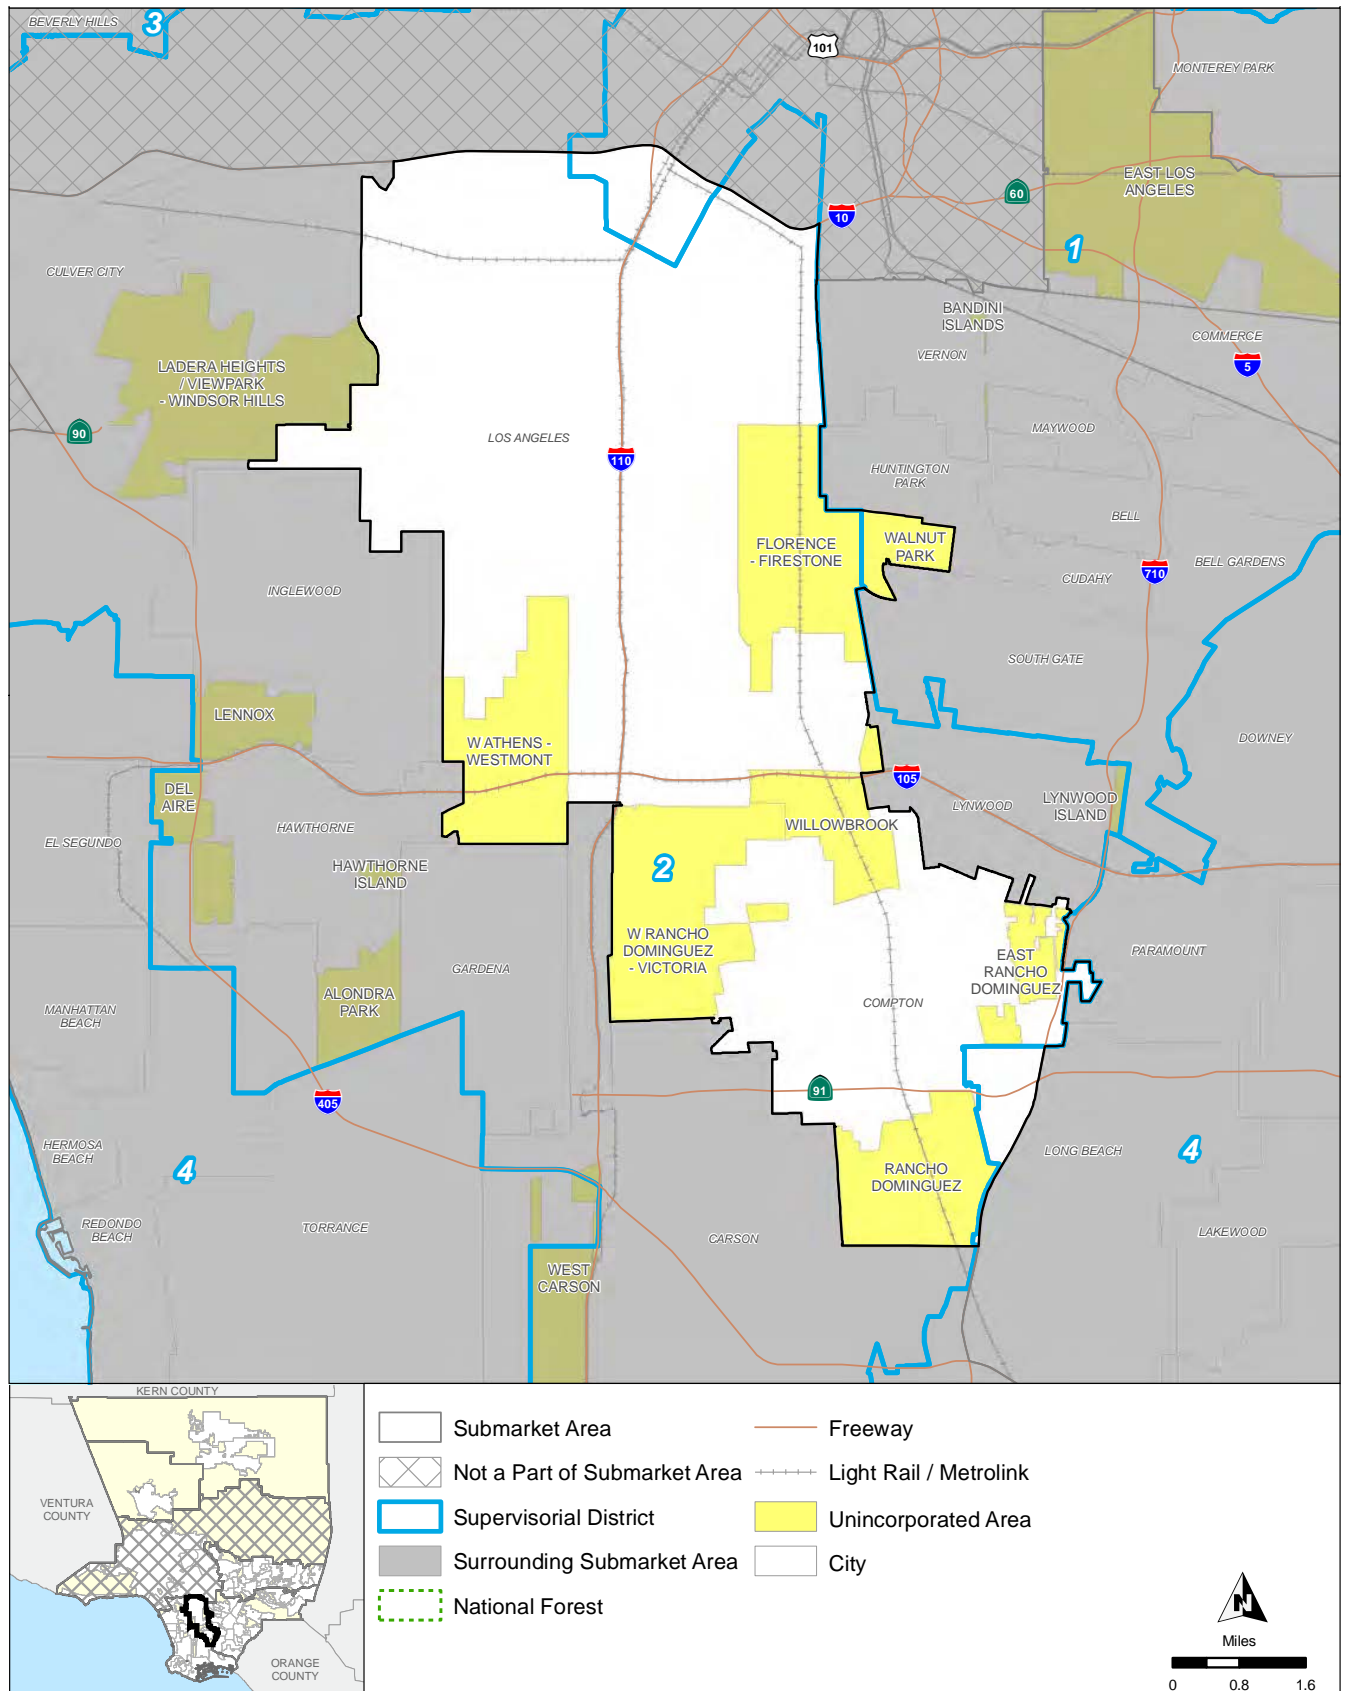 BEVERLY HILLS
3
101
MONTEREY PARK
EAST LOS
ANGELES
60
10
1
CULVER CITY
BANDINI
ISLANDS
VERNON
COMMERCE
5
LADERA HEIGHTS
/ VIEWPARK
- WINDSOR HILLS
90
LOS ANGELES
110
MAYWOOD
HUNTINGTON
PARK
BELL
FLORENCE
- FIRESTONE
WALNUT
PARK
BELL GARDENS
710
CUDAHY
INGLEWOOD
SOUTH GATE
LENNOX
W ATHENS -
WESTMONT
DOWNEY
105
DEL
AIRE
LYNWOOD
LYNWOOD
ISLAND
EL SEGUNDO
HAWTHORNE
WILLOWBROOK
HAWTHORNE
ISLAND
2
W RANCHO
DOMINGUEZ
- VICTORIA
EAST
RANCHO
DOMINGUEZ
PARAMOUNT
GARDENA
ALONDRA
PARK
COMPTON
MANHATTAN
BEACH
91
405
HERMOSA
BEACH
4
RANCHO
DOMINGUEZ
LONG BEACH
4
REDONDO
BEACH
TORRANCE
CARSON
LAKEWOOD
WEST
CARSON
KERN COUNTY
VENTURA
COUNTY
ORANGE
COUNTY
Submarket Area
Not a Part of Submarket Area
Supervisorial District
Surrounding Submarket Area
National Forest
Freeway
Light Rail / Metrolink
Unincorporated Area
City
N
Miles
0 0.8 1.6